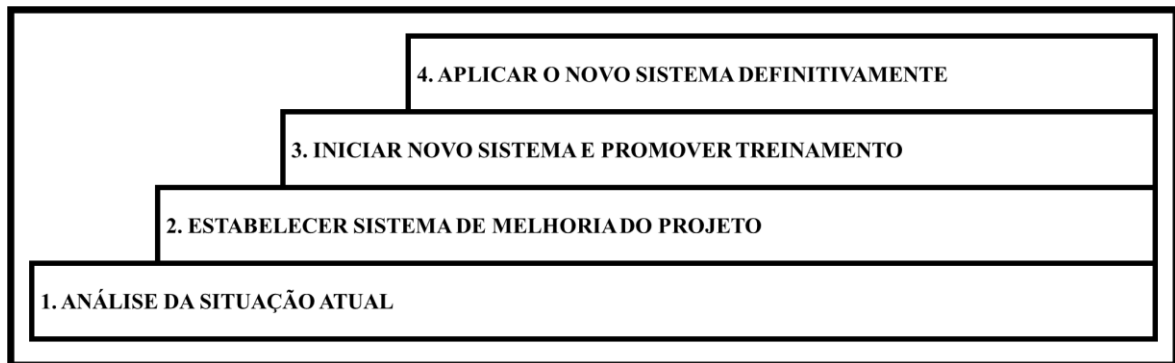 4. APLICAR O NOVO SISTEMA DEFINITIVAMENTE
3. INICIAR NOVO SISTEMA E PROMOVER TREINAMENTO
2. ESTABELECER SISTEMA DE MELHORIA DO PROJETO
1. ANÁLISE DA SITUAÇÃO ATUAL